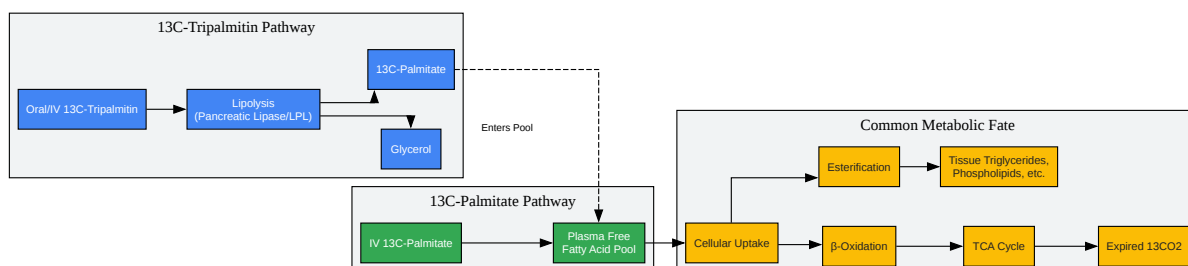 13C-Tripalmitin Pathway
13C-Palmitate
Oral/IV 13C-Tripalmitin
Lipolysis
(Pancreatic Lipase/LPL)
Glycerol
Enters Pool
13C-Palmitate Pathway
IV 13C-Palmitate
Plasma Free
Fatty Acid Pool
Common Metabolic Fate
Esterification
Tissue Triglycerides,
Phospholipids, etc.
Cellular Uptake
β-Oxidation
TCA Cycle
Expired 13CO2